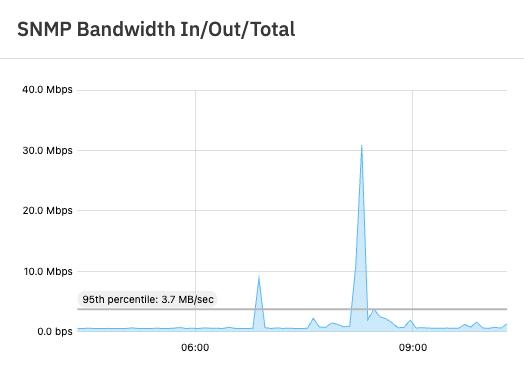 SNMP Bandwidth In/Out/Total
40.0 Mbps
30.0 Mbps
20.0 Mbps
10.0 Mbps
95th percentile: 3.7 MB/sec
0.0 bps
06:00
09:00